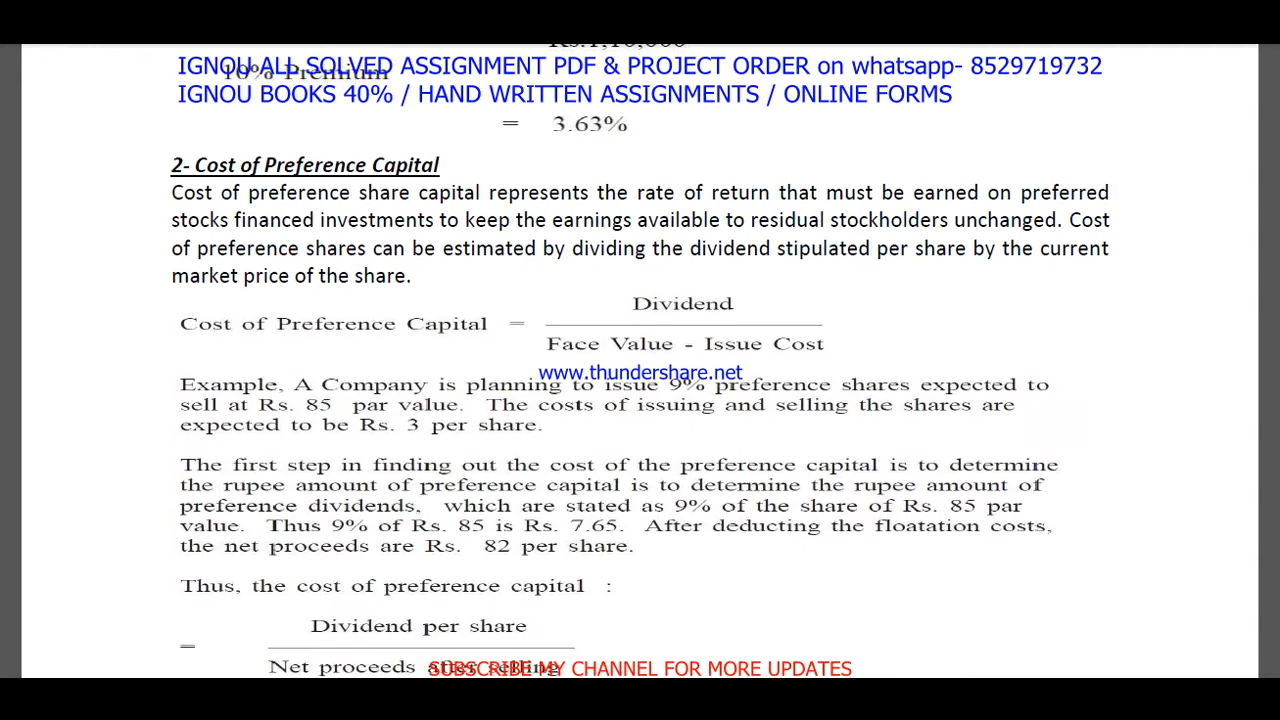 Rs.1,10,000
IGNOU ALL SOLVED ASSIGNMENT PDF & PROJECT ORDER on whatsapp- 8529719732
10% Premium
IGNOU BOOKS 40% / HAND WRITTEN ASSIGNMENTS / ONLINE FORMS
= 3.63%
2- Cost of Preference Capital
Cost of preference share capital represents the rate of return that must be earned on preferred
stocks financed investments to keep the earnings available to residual stockholders unchanged. Cost
of preference shares can be estimated by dividing the dividend stipulated per share by the current
market price of the share.
Dividend
Cost of Preference Capital =
Face Value - Issue Cost
www.thundershare.net
Example, A Company is planning to issue 9% preference shares expected to
sell at Rs. 85 par value. The costs of issuing and selling the shares are
expected to be Rs. 3 per share.
The first step in finding out the cost of the preference capital is to determine
the rupee amount of preference capital is to determine the rupee amount of
preference dividends, which are stated as 9% of the share of Rs. 85 par
value. Thus 9% of Rs. 85 is Rs. 7.65. After deducting the floatation costs,
the net proceeds are Rs. 82 per share.
Thus, the cost of preference capital :
Dividend per share
=
Net proceeds after selling
SUBSCRIBE MY CHANNEL FOR MORE UPDATES